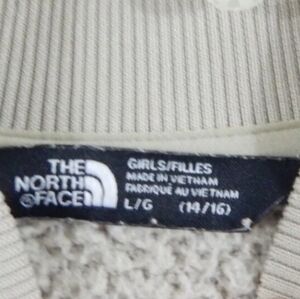 THE
NORTH
FACE
GIRLS/FILLES
MADE IN VIETNAM
FABRIQUÉ AU VIETNAM
L/G (14/16)